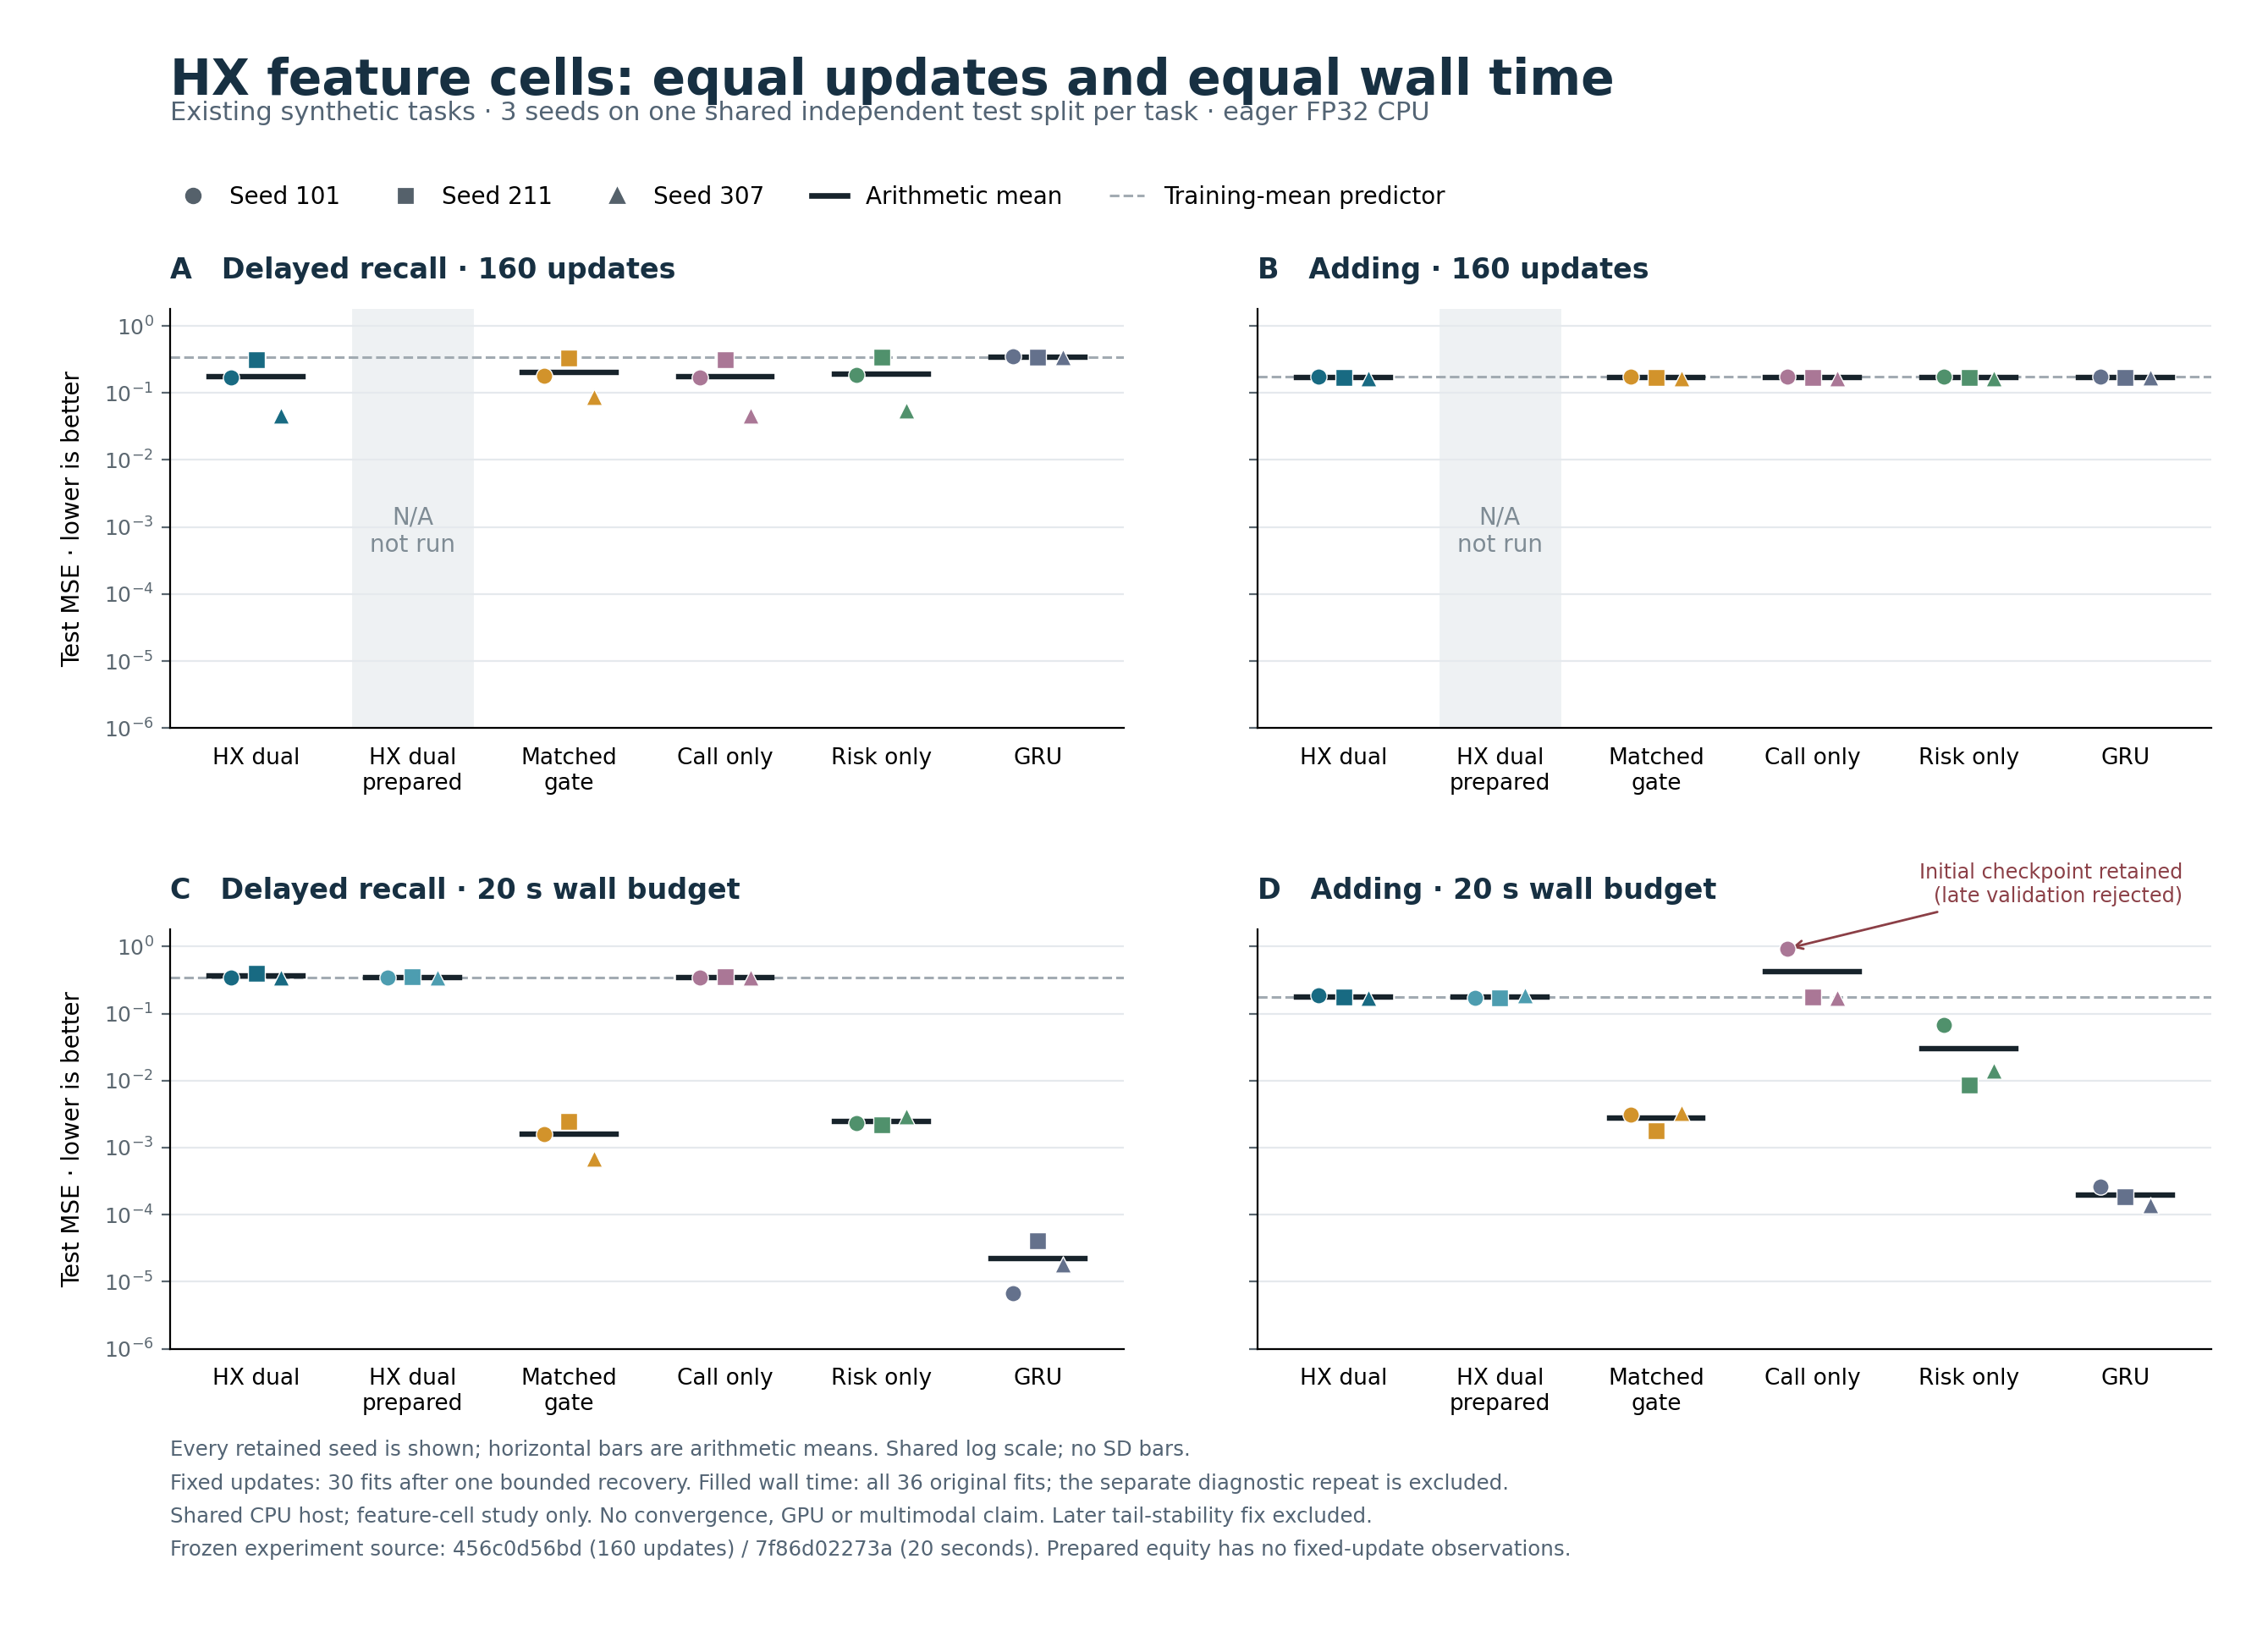 HX feature cells: equal updates and equal wall time
Existing synthetic tasks · 3 seeds on one shared independent test split per task · eager FP32 CPU
Seed 101
Seed 211
Seed 307
Arithmetic mean
Training-mean predictor
A Delayed recall · 160 updates
Test MSE · lower is better
10⁰
10⁻¹
10⁻²
10⁻³
10⁻⁴
10⁻⁵
10⁻⁶
N/A
not run
HX dual
HX dual
prepared
Matched
gate
Call only
Risk only
GRU
B Adding · 160 updates
N/A
not run
HX dual
HX dual
prepared
Matched
gate
Call only
Risk only
GRU
C Delayed recall · 20 s wall budget
Test MSE · lower is better
10⁰
10⁻¹
10⁻²
10⁻³
10⁻⁴
10⁻⁵
10⁻⁶
HX dual
HX dual
prepared
Matched
gate
Call only
Risk only
GRU
D Adding · 20 s wall budget
Initial checkpoint retained
(late validation rejected)
HX dual
HX dual
prepared
Matched
gate
Call only
Risk only
GRU
Every retained seed is shown; horizontal bars are arithmetic means. Shared log scale; no SD bars.
Fixed updates: 30 fits after one bounded recovery. Filled wall time: all 36 original fits; the separate diagnostic repeat is excluded.
Shared CPU host; feature-cell study only. No convergence, GPU or multimodal claim. Later tail-stability fix excluded.
Frozen experiment source: 456c0d56bd (160 updates) / 7f86d02273a (20 seconds). Prepared equity has no fixed-update observations.